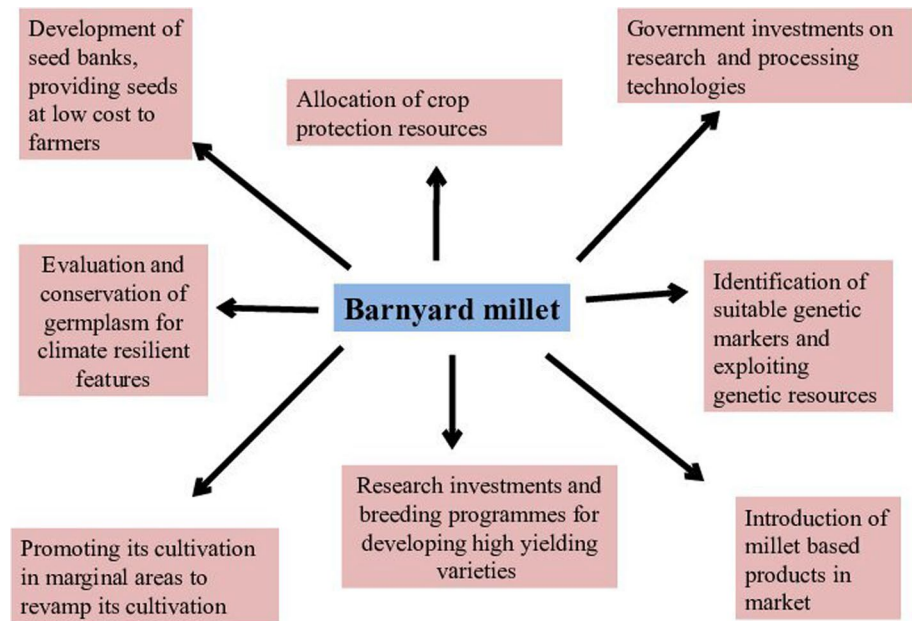 Development of
seed banks,
providing seeds
at low cost to
farmers
Allocation of crop
protection resources
Government investments on
research and processing
technologies
Evaluation and
conservation of
germplasm for
climate resilient
features
Barnyard millet
Identification of
suitable genetic
markers and
exploiting
genetic resources
Promoting its cultivation
in marginal areas to
revamp its cultivation
Research investments and
breeding programmes for
developing high yielding
varieties
Introduction of
millet based
products in
market